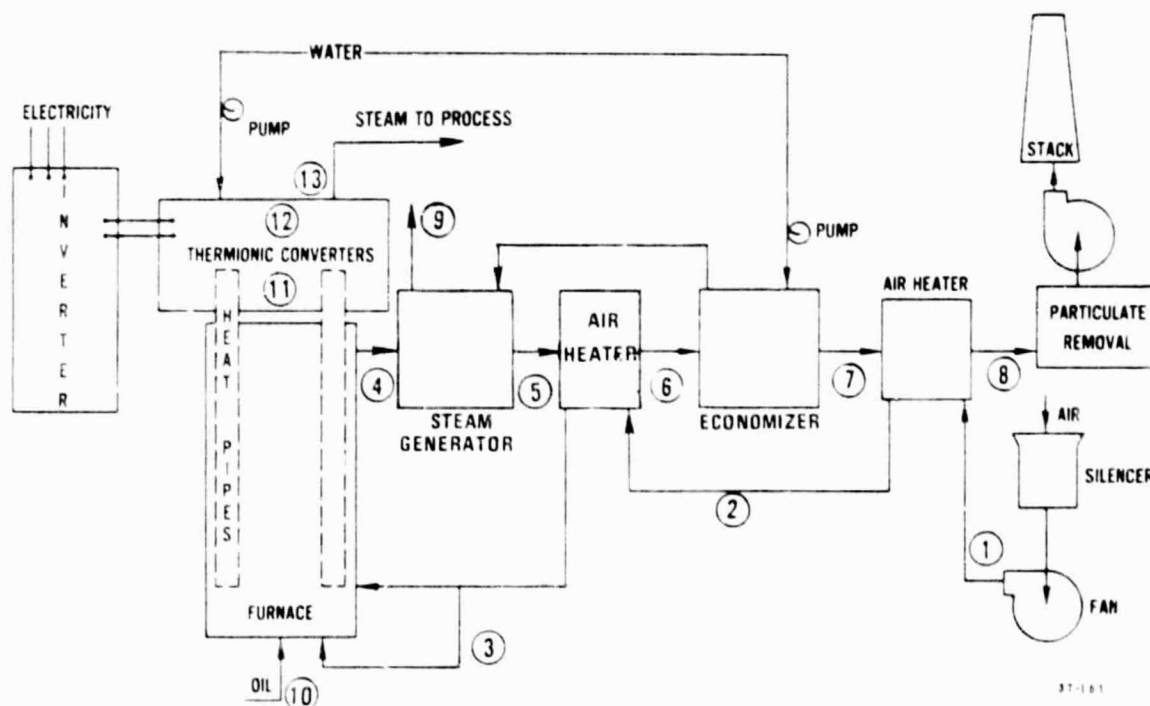 WATER
ELECTRICITY
PUMP
STEAM TO PROCESS
STACK
13
INVERTER
12
9
PUMP
THERMIONIC CONVERTERS
11
AIR HEATER
AIR
HEATER
PARTICULATE
REMOVAL
HEAT PIPES
4
5
6
7
8
STEAM
GENERATOR
ECONOMIZER
AIR
SILENCER
2
1
FURNACE
FAN
3
OIL
10